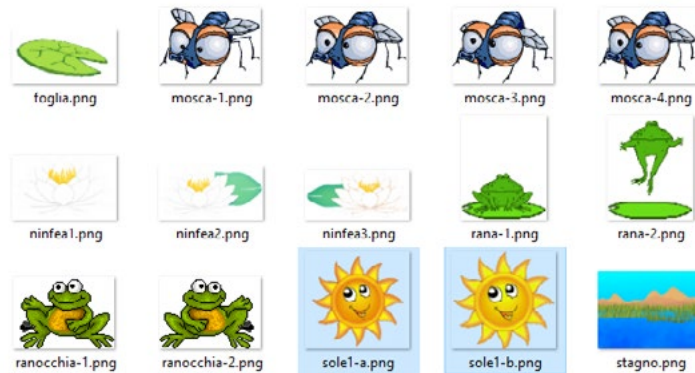 foglia.png
mosca-1.png
mosca-2.png
mosca-3.png
mosca-4.png
ninfea1.png
ninfea2.png
ninfea3.png
rana-1.png
rana-2.png
ranocchia-1.png
ranocchia-2.png
sole1-a.png
sole1-b.png
stagno.png